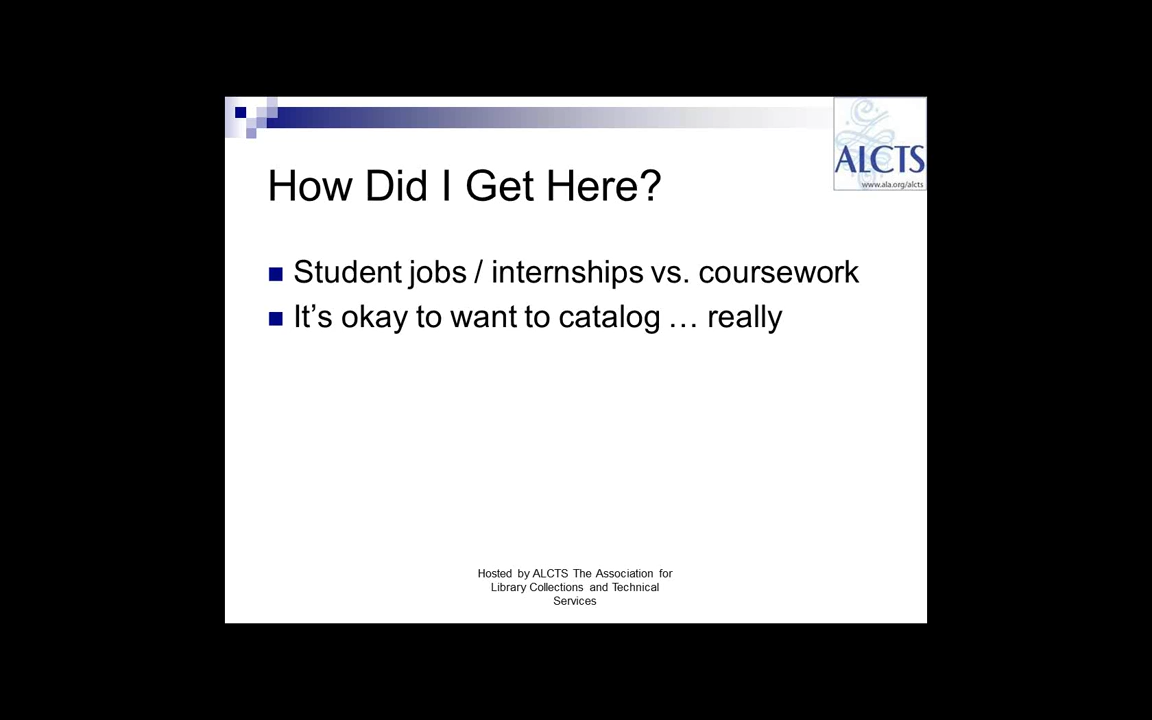 ALCTS
www.ala.org/alcts
How Did I Get Here?
Student jobs / internships vs. coursework
It’s okay to want to catalog … really
Hosted by ALCTS The Association for
Library Collections and Technical
Services